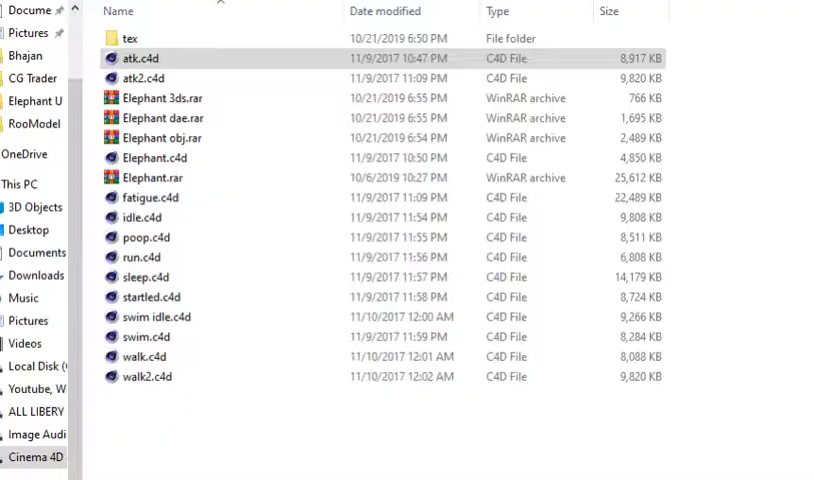 Name Date modified Type Size
tex 10/21/2019 6:50 PM File folder
atk.c4d 11/9/2017 10:47 PM C4D File 8,917 KB
atk2.c4d 11/9/2017 11:09 PM C4D File 9,820 KB
Elephant 3ds.rar 10/21/2019 6:55 PM WinRAR archive 766 KB
Elephant dae.rar 10/21/2019 6:55 PM WinRAR archive 1,695 KB
Elephant obj.rar 10/21/2019 6:54 PM WinRAR archive 2,489 KB
Elephant.c4d 11/9/2017 10:50 PM C4D File 4,850 KB
Elephant.rar 10/6/2019 10:27 PM WinRAR archive 25,612 KB
fatigue.c4d 11/9/2017 11:09 PM C4D File 22,489 KB
idle.c4d 11/9/2017 11:54 PM C4D File 9,808 KB
poop.c4d 11/9/2017 11:55 PM C4D File 8,511 KB
run.c4d 11/9/2017 11:56 PM C4D File 6,808 KB
sleep.c4d 11/9/2017 11:57 PM C4D File 14,179 KB
startled.c4d 11/9/2017 11:58 PM C4D File 8,724 KB
swim idle.c4d 11/10/2017 12:00 AM C4D File 9,266 KB
swim.c4d 11/9/2017 11:59 PM C4D File 8,284 KB
walk.c4d 11/10/2017 12:01 AM C4D File 8,088 KB
walk2.c4d 11/10/2017 12:02 AM C4D File 9,820 KB
Docume
Pictures
Bhajan
CG Trader
Elephant U
RooModel
OneDrive
This PC
3D Objects
Desktop
Documents
Downloads
Music
Pictures
Videos
Local Disk (
Youtube, W
ALL LIBERY
Image Audi
Cinema 4D